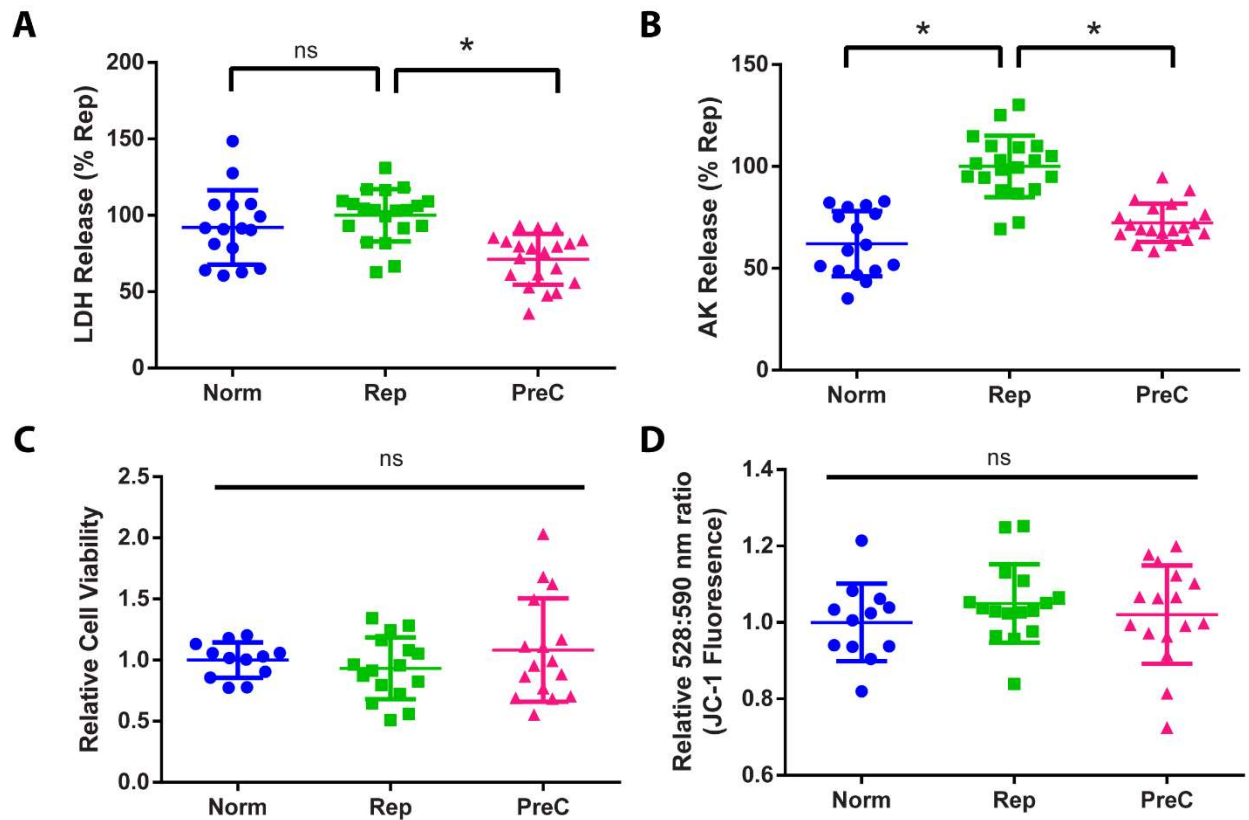 A
ns
*
LDH Release (% Rep)
200
150
100
50
0
Norm Rep PreC
B
*
*
AK Release (% Rep)
150
100
50
0
Norm Rep PreC
C
ns
Relative Cell Viability
2.5
2.0
1.5
1.0
0.5
0.0
Norm Rep PreC
D
ns
Relative 528:590 nm ratio
(JC-1 Fluoresence)
1.4
1.2
1.0
0.8
0.6
Norm Rep PreC